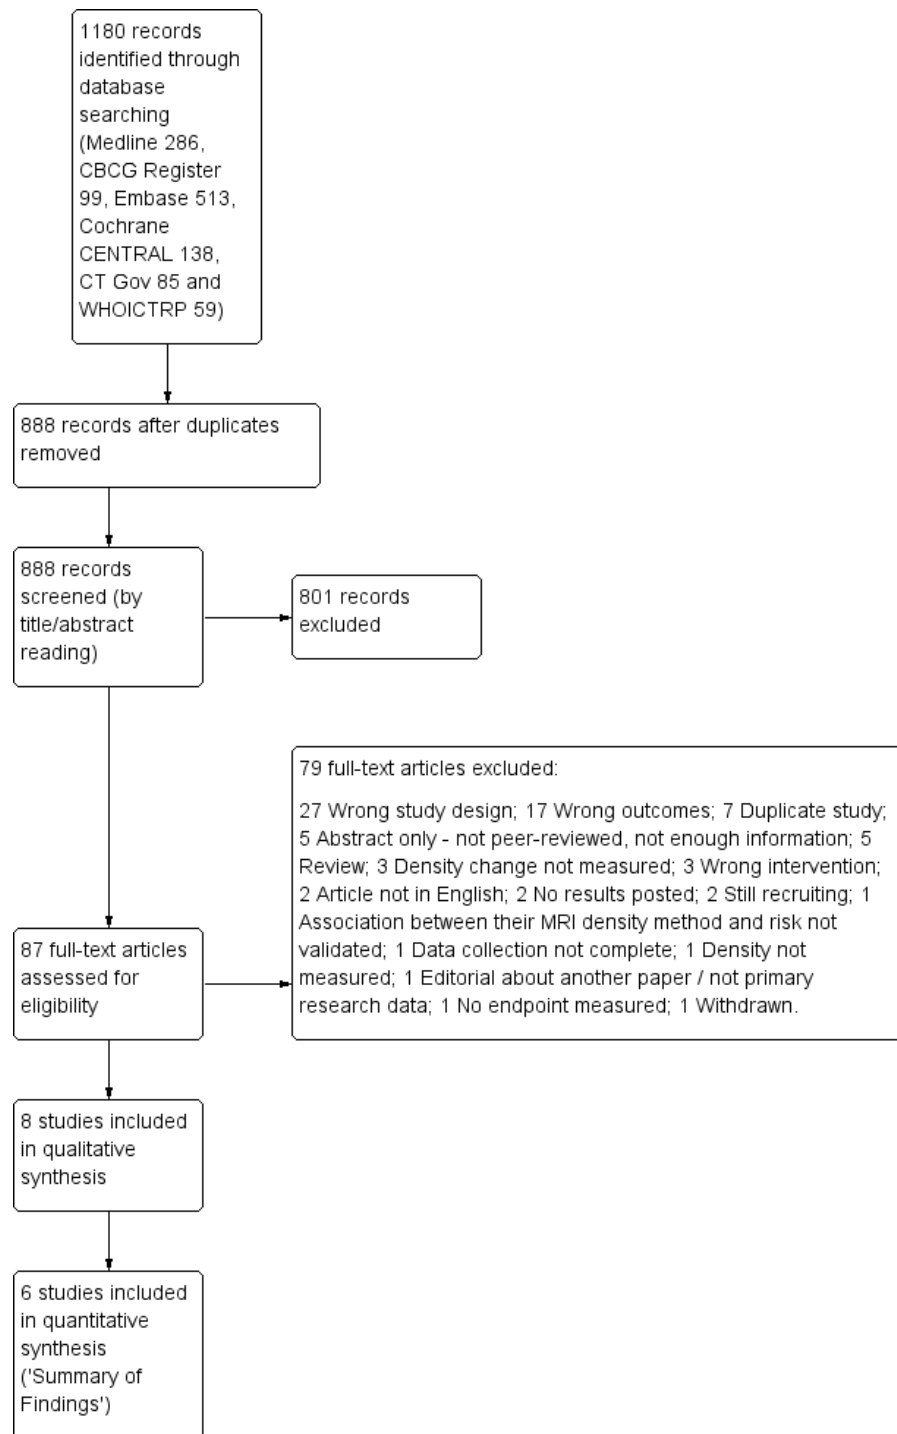 1180 records
identified through
database
searching
(Medline 286,
CBCG Register
99, Embase 513,
Cochrane
CENTRAL 138,
CT Gov 85 and
WHOICTRP 59)
888 records after duplicates
removed
888 records
screened (by
title/abstract
reading)
801 records
excluded
79 full-text articles excluded:
27 Wrong study design; 17 Wrong outcomes; 7 Duplicate study;
5 Abstract only - not peer-reviewed, not enough information; 5
Review; 3 Density change not measured; 3 Wrong intervention;
2 Article not in English; 2 No results posted; 2 Still recruiting; 1
Association between their MRI density method and risk not
validated; 1 Data collection not complete; 1 Density not
measured; 1 Editorial about another paper / not primary
research data; 1 No endpoint measured; 1 Withdrawn.
87 full-text articles
assessed for
eligibility
8 studies included
in qualitative
synthesis
6 studies included
in quantitative
synthesis
('Summary of
Findings')